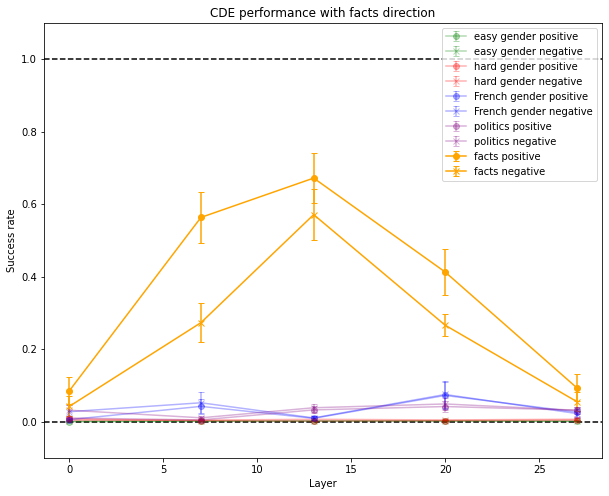 CDE performance with facts direction
easy gender positive
easy gender negative
hard gender positive
hard gender negative
French gender positive
French gender negative
politics positive
politics negative
facts positive
facts negative
Success rate
1.0
0.8
0.6
0.4
0.2
0.0
0
5
10
15
20
25
Layer